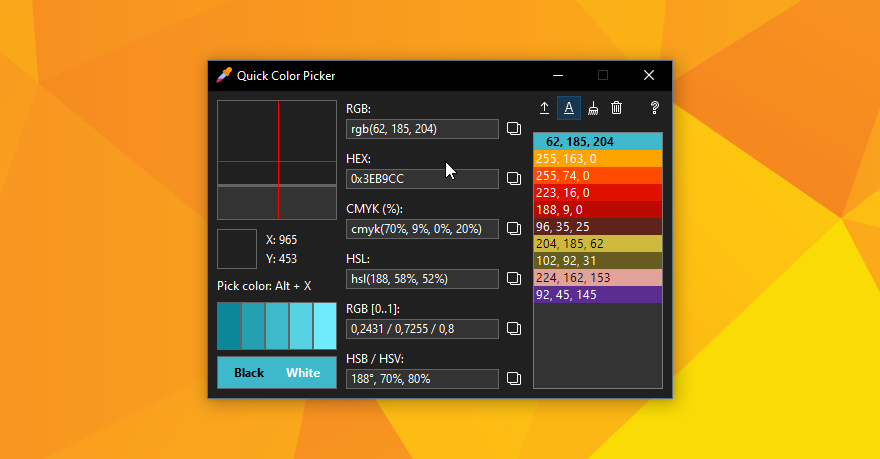 Quick Color Picker
RGB:
rgb(62, 185, 204)
HEX:
0x3EB9CC
CMYK (%):
cmyk(70%, 9%, 0%, 20%)
HSL:
hsl(188, 58%, 52%)
RGB [0..1]:
0,2431 / 0,7255 / 0,8
HSB / HSV:
188°, 70%, 80%
X: 965
Y: 453
Pick color: Alt + X
Black White
A
?
62, 185, 204
255, 163, 0
255, 74, 0
223, 16, 0
188, 9, 0
96, 35, 25
204, 185, 62
102, 92, 31
224, 162, 153
92, 45, 145